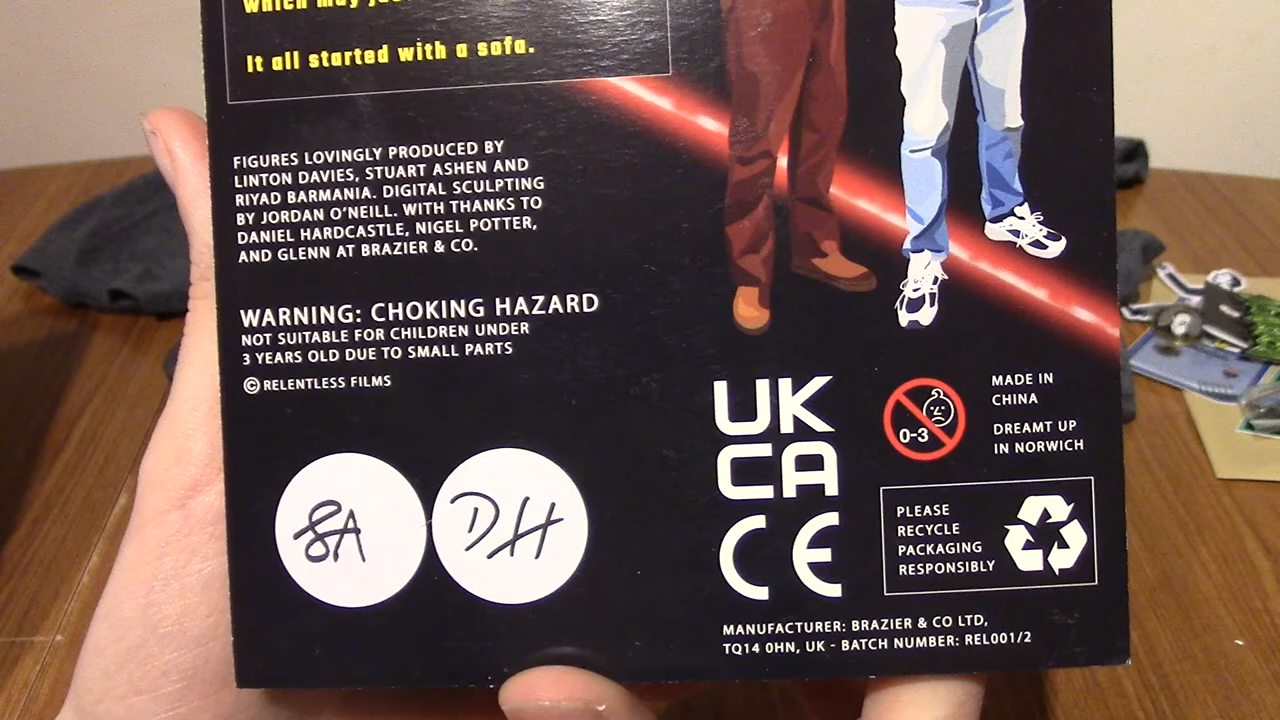 which may
It all started with a sofa.
FIGURES LOVINGLY PRODUCED BY
LINTON DAVIES, STUART ASHEN AND
RIYAD BARMANIA. DIGITAL SCULPTING
BY JORDAN O'NEILL. WITH THANKS TO
DANIEL HARDCASTLE, NIGEL POTTER,
AND GLENN AT BRAZIER & CO.
WARNING: CHOKING HAZARD
NOT SUITABLE FOR CHILDREN UNDER
3 YEARS OLD DUE TO SMALL PARTS
© RELENTLESS FILMS
SA DH
UK
CA
CE
0-3
MADE IN
CHINA
DREAMT UP
IN NORWICH
PLEASE
RECYCLE
PACKAGING
RESPONSIBLY
MANUFACTURER: BRAZIER & CO LTD,
TQ14 0HN, UK - BATCH NUMBER: REL001/2